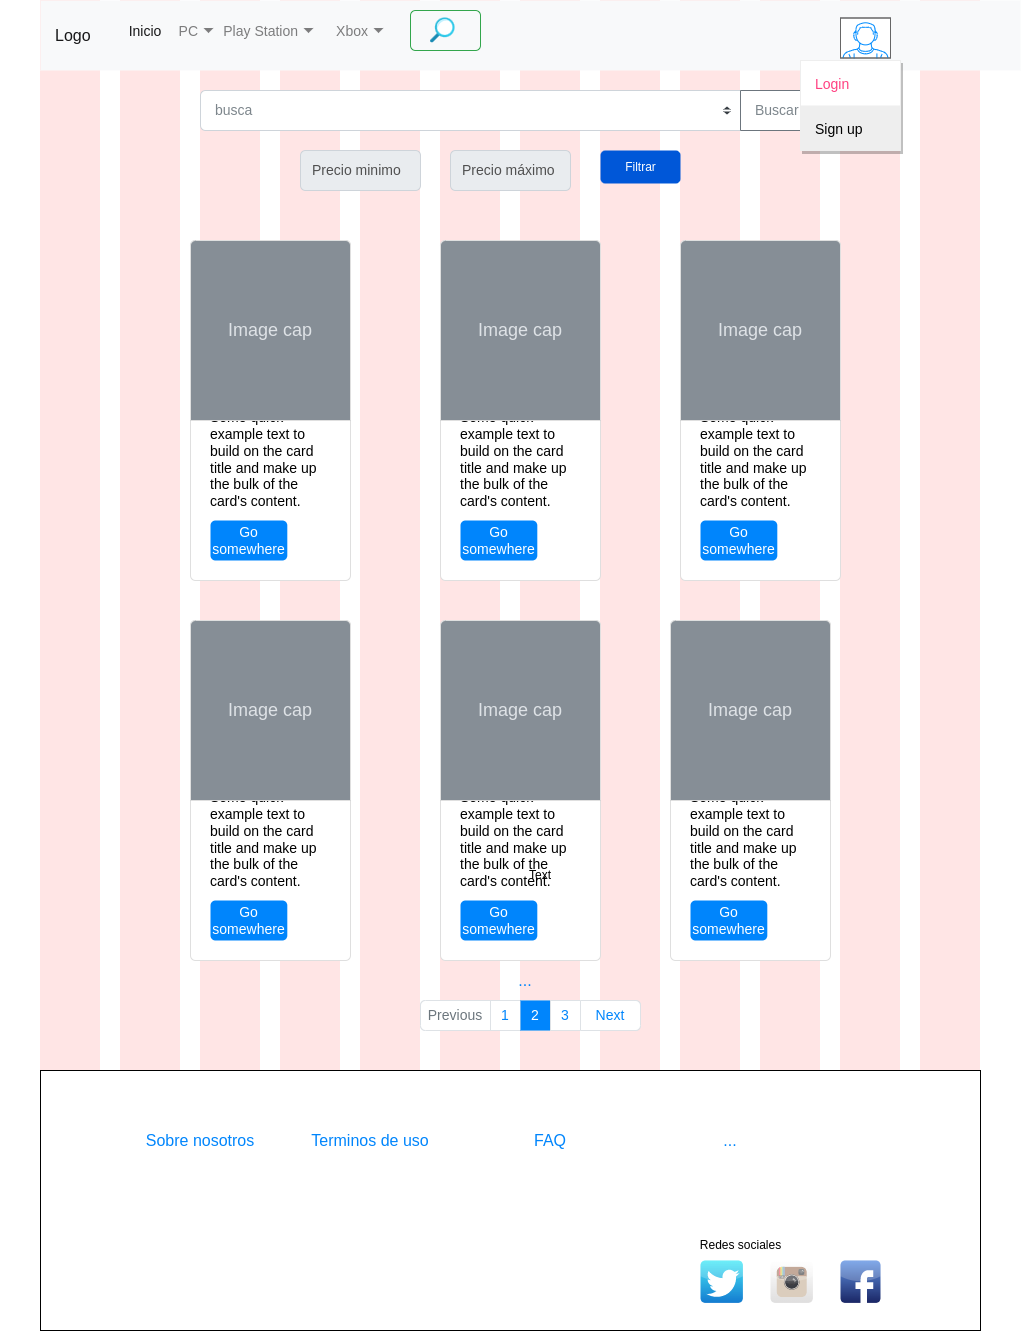 Logo
Inicio
PC
Play Station
Xbox
Login
Sign up
busca
Buscar
Precio minimo
Precio máximo
Filtrar
Image cap
Image cap
Image cap
Some quick
example text to
build on the card
title and make up
the bulk of the
card's content.
Go
somewhere
Some quick
example text to
build on the card
title and make up
the bulk of the
card's content.
Go
somewhere
Some quick
example text to
build on the card
title and make up
the bulk of the
card's content.
Go
somewhere
Image cap
Image cap
Image cap
Some quick
example text to
build on the card
title and make up
the bulk of the
card's content.
Go
somewhere
Some quick
example text to
build on the card
title and make up
the bulk of the
card's content.
Text
Go
somewhere
Some quick
example text to
build on the card
title and make up
the bulk of the
card's content.
Go
somewhere
...
Previous 1 2 3 Next
Sobre nosotros
Terminos de uso
FAQ
...
Redes sociales